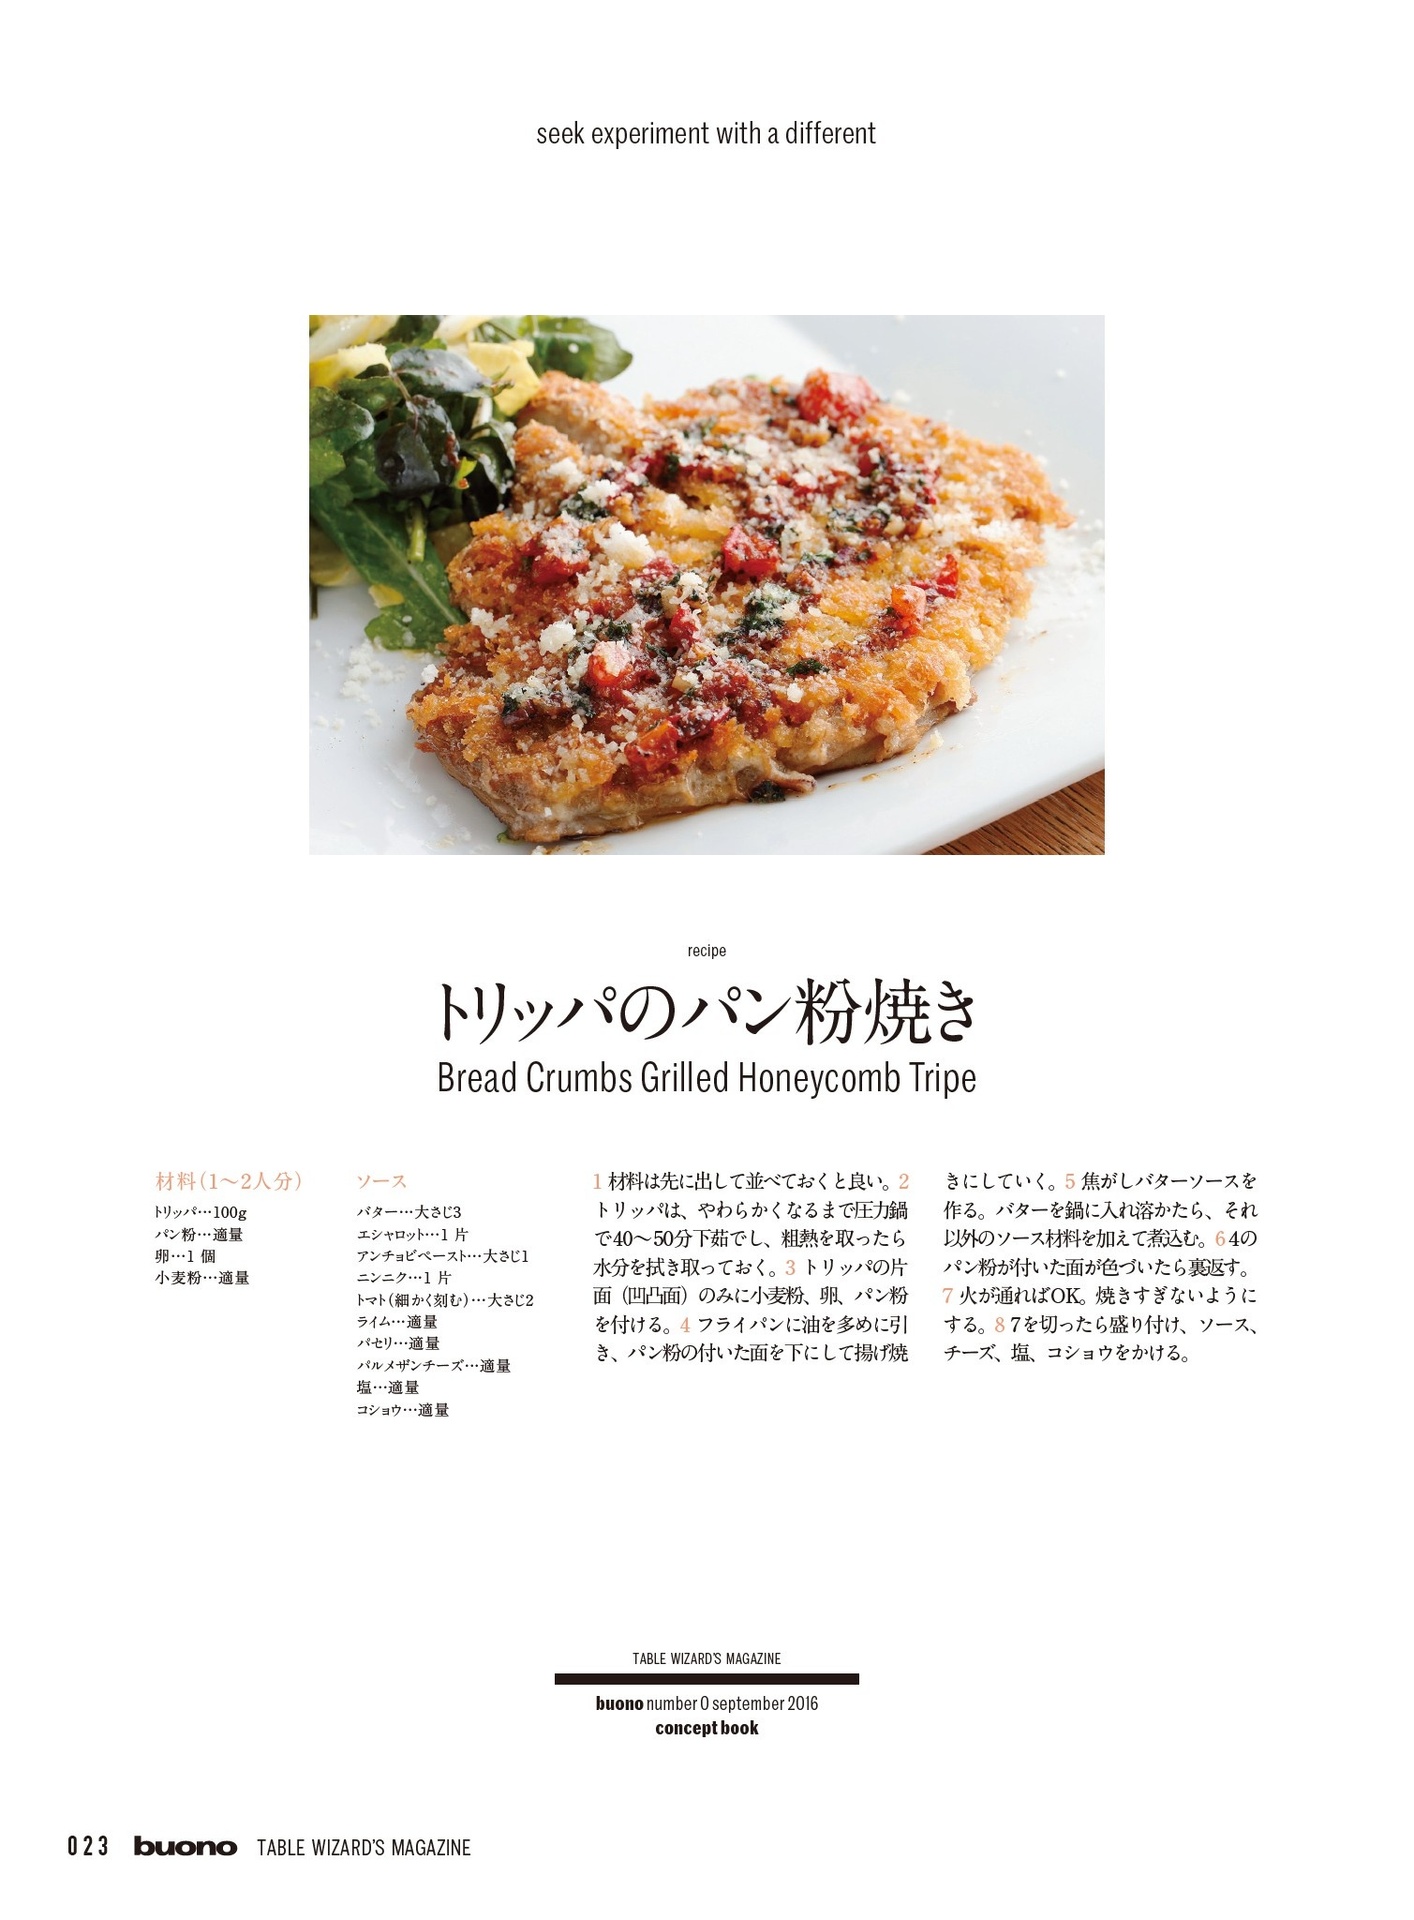 seek experiment with a different
recipe
トリッパのパン粉焼き
Bread Crumbs Grilled Honeycomb Tripe
材料（1〜2人分）
トリッパ…100g
パン粉…適量
卵…1 個
小麦粉…適量
ソース
バター…大さじ3
エシャロット…1 片
アンチョビペースト…大さじ1
ニンニク…1 片
トマト（細かく刻む）…大さじ2
ライム…適量
パセリ…適量
パルメザンチーズ…適量
塩…適量
コショウ…適量
1 材料は先に出して並べておくと良い。2
トリッパは、やわらかくなるまで圧力鍋
で40〜50分下茹でし、粗熱を取ったら
水分を拭き取っておく。3 トリッパの片
面（凹凸面）のみに小麦粉、卵、パン粉
を付ける。4 フライパンに油を多めに引
き、パン粉の付いた面を下にして揚げ焼
きにしていく。5 焦がしバターソースを
作る。バターを鍋に入れ溶かたら、それ
以外のソース材料を加えて煮込む。6 4の
パン粉が付いた面が色づいたら裏返す。
7 火が通ればOK。焼きすぎないように
する。8 7を切ったら盛り付け、ソース、
チーズ、塩、コショウをかける。
TABLE WIZARD'S MAGAZINE
buono number 0 september 2016
concept book
023 buono TABLE WIZARD'S MAGAZINE